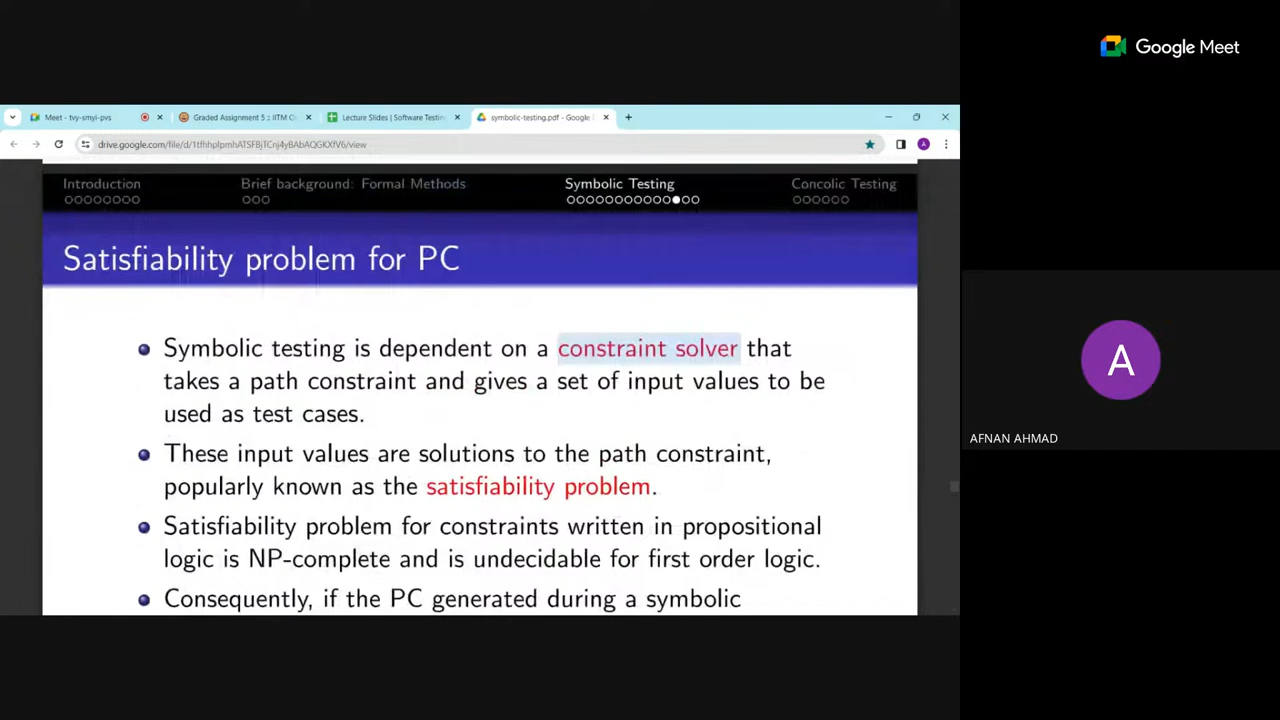 Google Meet
Meet - tvy-smyi-pvs
Graded Assignment 5 :: IITM
Lecture Slides | Software Testin
symbolic-testing.pdf - Google
Introduction
Brief background: Formal Methods
Symbolic Testing
Concolic Testing
Satisfiability problem for PC
Symbolic testing is dependent on a constraint solver that
takes a path constraint and gives a set of input values to be
used as test cases.
These input values are solutions to the path constraint,
popularly known as the satisfiability problem.
Satisfiability problem for constraints written in propositional
logic is NP-complete and is undecidable for first order logic.
Consequently, if the PC generated during a symbolic
A
AFNAN AHMAD